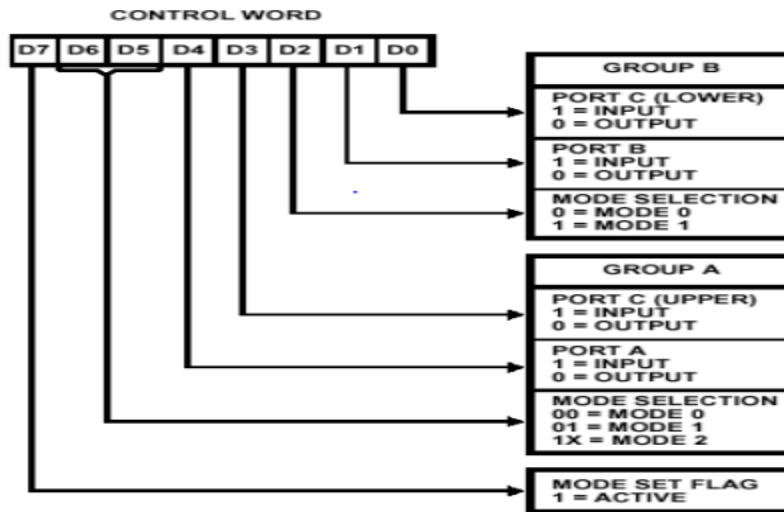 CONTROL WORD
D7 D6 D5 D4 D3 D2 D1 D0
GROUP B
PORT C (LOWER)
1 = INPUT
0 = OUTPUT
PORT B
1 = INPUT
0 = OUTPUT
MODE SELECTION
0 = MODE 0
1 = MODE 1
GROUP A
PORT C (UPPER)
1 = INPUT
0 = OUTPUT
PORT A
1 = INPUT
0 = OUTPUT
MODE SELECTION
00 = MODE 0
01 = MODE 1
1X = MODE 2
MODE SET FLAG
1 = ACTIVE